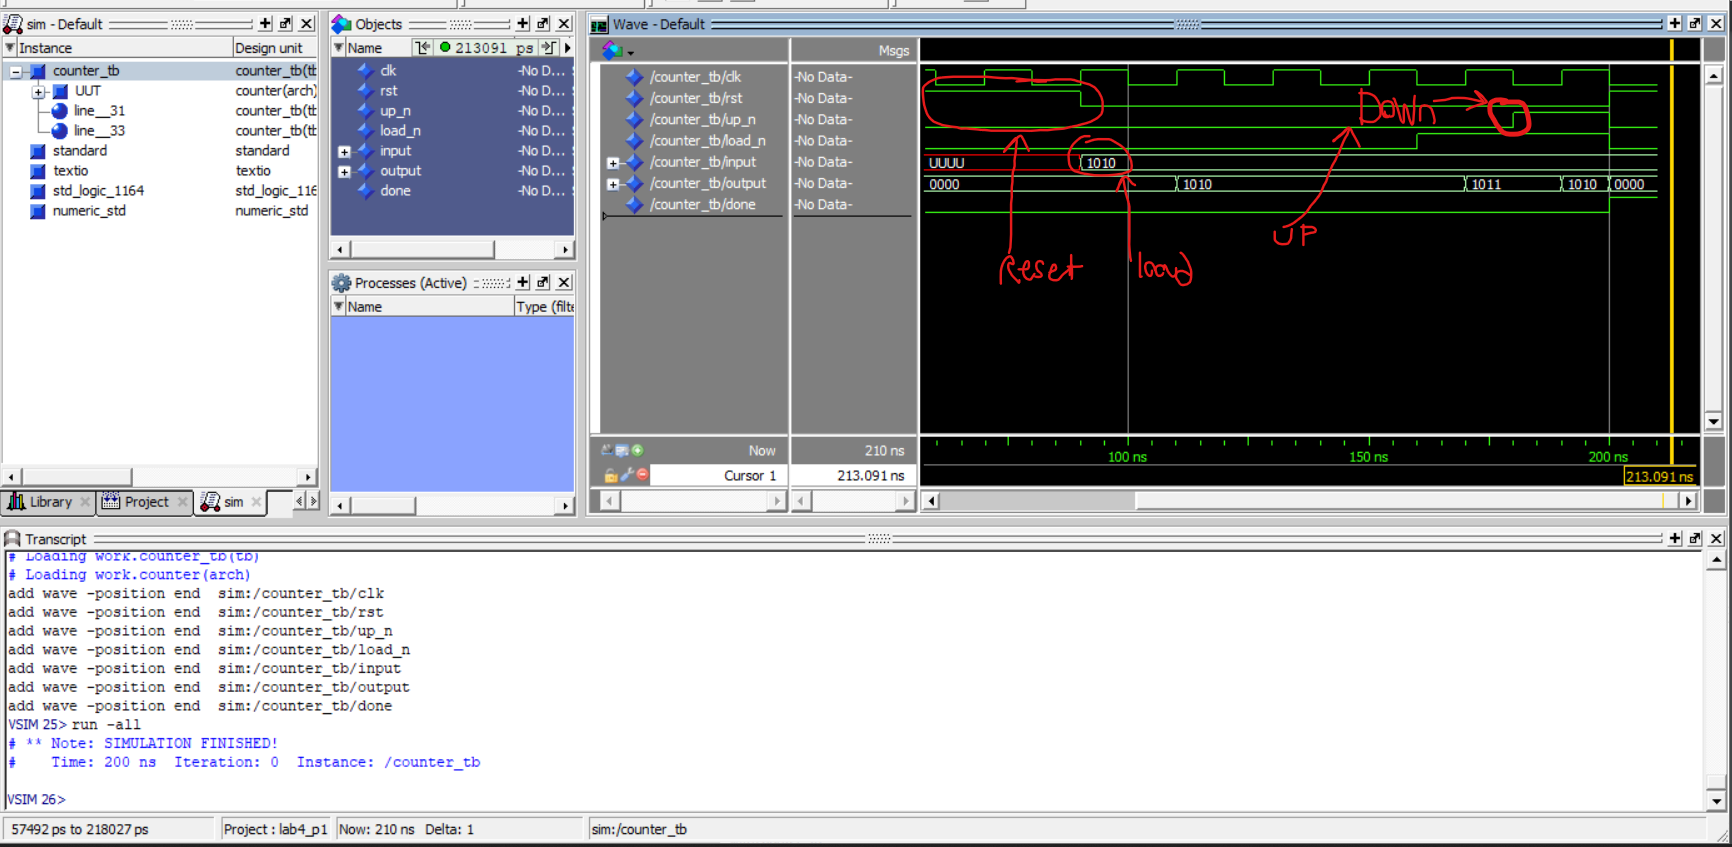 sim - Default
Instance
Design unit
counter_tb
counter_tb(tb
UUT
counter(arch)
line__31
counter_tb(tb
line__33
counter_tb(tb
standard
standard
textio
textio
std_logic_1164
std_logic_116
numeric_std
numeric_std
Library
Project
sim
Objects
Name
213091 ps
clk
-No D...
rst
-No D...
up_n
-No D...
load_n
-No D...
input
-No D...
output
-No D...
done
-No D...
Processes (Active)
Name
Type (filte
Wave - Default
Msgs
/counter_tb/clk
-No Data-
/counter_tb/rst
-No Data-
/counter_tb/up_n
-No Data-
/counter_tb/load_n
-No Data-
/counter_tb/input
-No Data-
UUUU
1010
/counter_tb/output
-No Data-
0000
1010
1011
1010
0000
/counter_tb/done
-No Data-
Down
UP
Reset
load
Now
210 ns
100 ns
150 ns
200 ns
Cursor 1
213.091 ns
213.091 ns
Transcript
# Loading work.counter_tb(tb)
# Loading work.counter(arch)
add wave -position end  sim:/counter_tb/clk
add wave -position end  sim:/counter_tb/rst
add wave -position end  sim:/counter_tb/up_n
add wave -position end  sim:/counter_tb/load_n
add wave -position end  sim:/counter_tb/input
add wave -position end  sim:/counter_tb/output
add wave -position end  sim:/counter_tb/done
VSIM 25> run -all
# ** Note: SIMULATION FINISHED!
#    Time: 200 ns  Iteration: 0  Instance: /counter_tb
VSIM 26>
57492 ps to 218027 ps
Project : lab4_p1
Now: 210 ns  Delta: 1
sim:/counter_tb